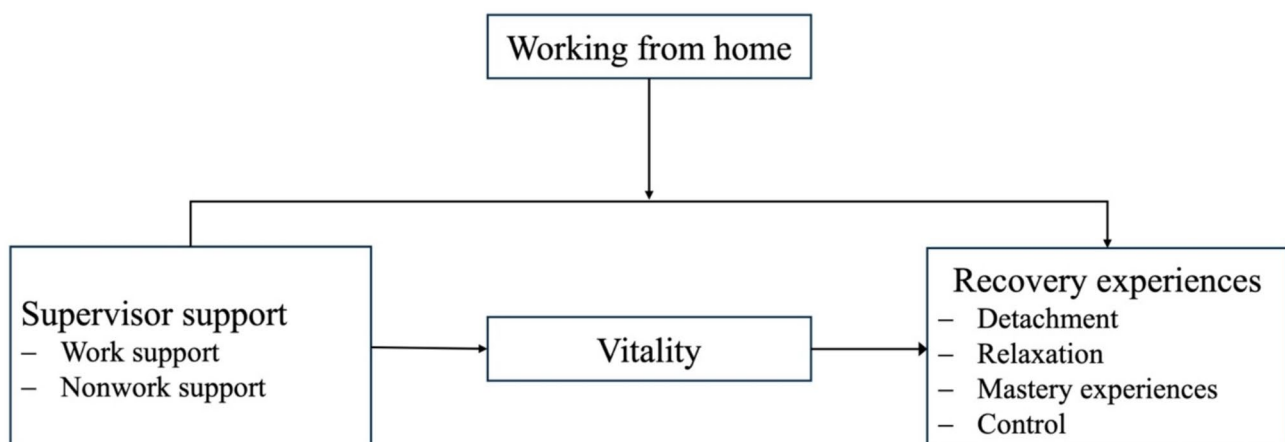 Working from home
Supervisor support
– Work support
– Nonwork support
Vitality
Recovery experiences
– Detachment
– Relaxation
– Mastery experiences
– Control